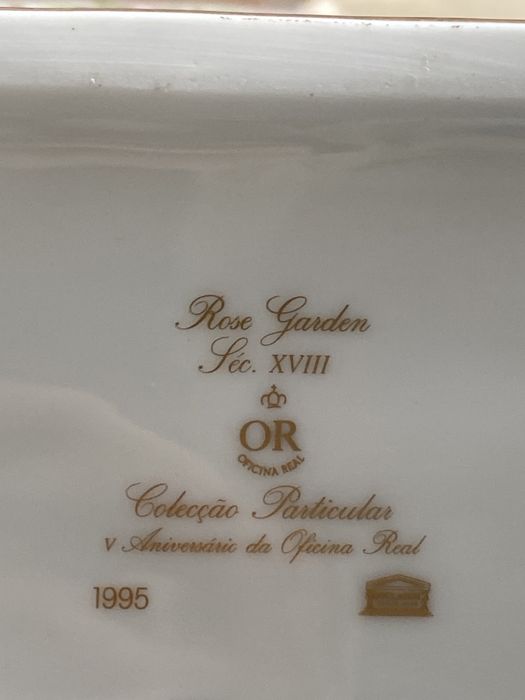 Rose Garden
Séc. XVIII
OR
OFICINA REAL
Colecção Particular
V Aniversário da Oficina Real
1995